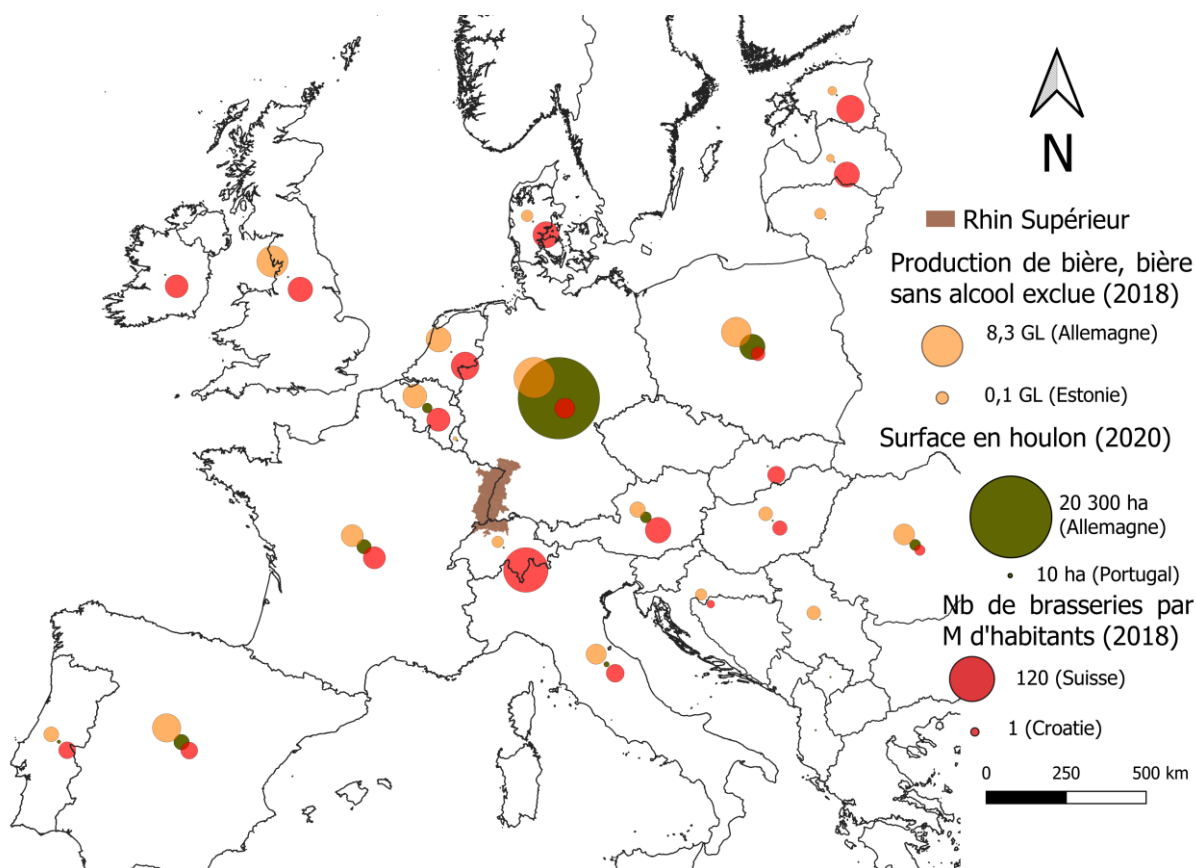 N
Rhin Supérieur
Production de bière, bière
sans alcool exclue (2018)
8,3 GL (Allemagne)
0,1 GL (Estonie)
Surface en houlon (2020)
20 300 ha
(Allemagne)
10 ha (Portugal)
Nb de brasseries par
M d'habitants (2018)
120 (Suisse)
1 (Croatie)
0 250 500 km